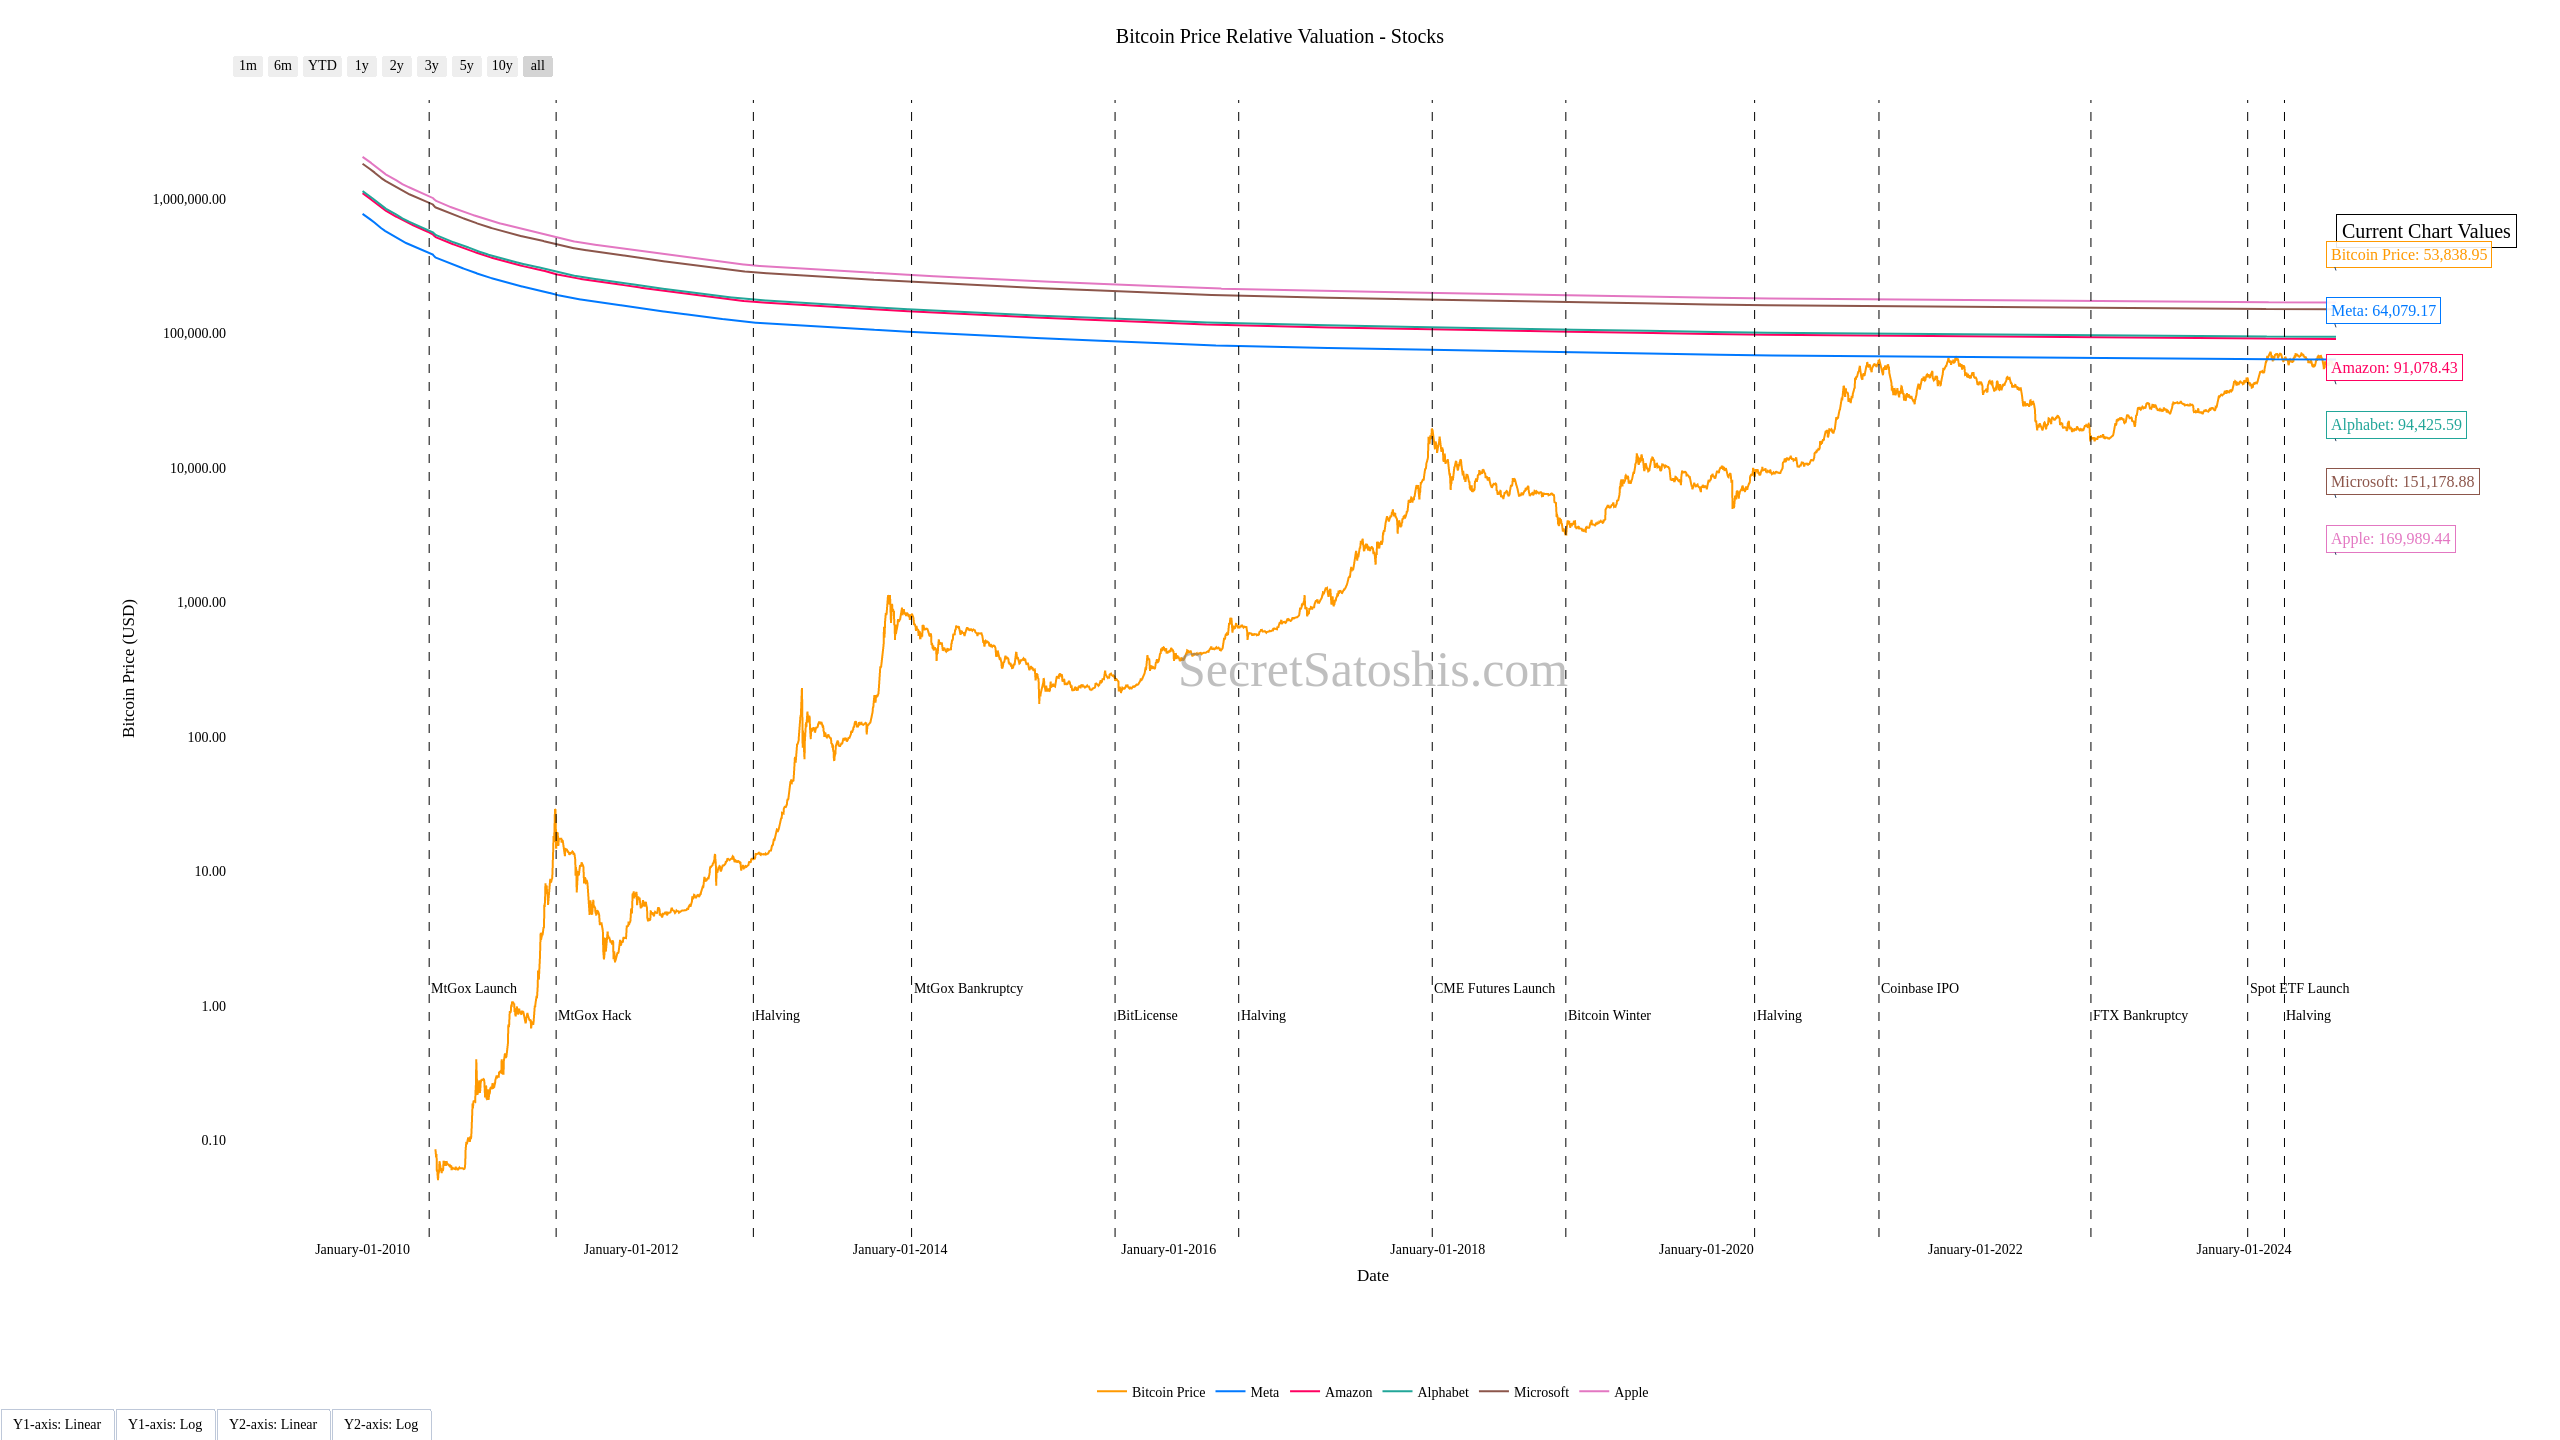 Bitcoin Price Relative Valuation - Stocks
1m 6m YTD 1y 2y 3y 5y 10y all
1,000,000.00
100,000.00
10,000.00
1,000.00
100.00
10.00
1.00
0.10
Bitcoin Price (USD)
Current Chart Values
Bitcoin Price: 53,838.95
Meta: 64,079.17
Amazon: 91,078.43
Alphabet: 94,425.59
Microsoft: 151,178.88
Apple: 169,989.44
SecretSatoshis.com
MtGox Launch
MtGox Hack
Halving
MtGox Bankruptcy
BitLicense
Halving
CME Futures Launch
Bitcoin Winter
Halving
Coinbase IPO
FTX Bankruptcy
Spot ETF Launch
Halving
January-01-2010 January-01-2012 January-01-2014 January-01-2016 January-01-2018 January-01-2020 January-01-2022 January-01-2024
Date
Bitcoin Price Meta Amazon Alphabet Microsoft Apple
Y1-axis: Linear Y1-axis: Log Y2-axis: Linear Y2-axis: Log